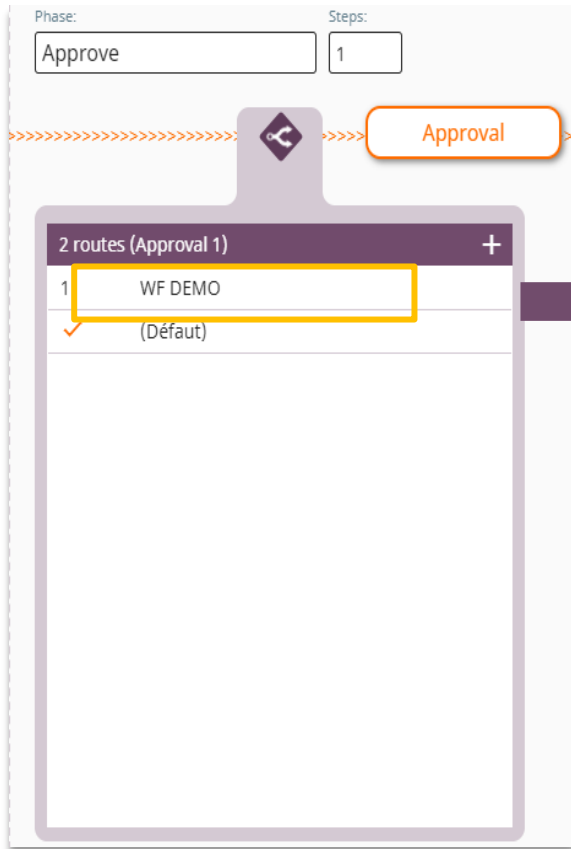 Phase: Steps:
Approve 1
Approval
2 routes (Approval 1) +
1 WF DEMO
(Défaut)